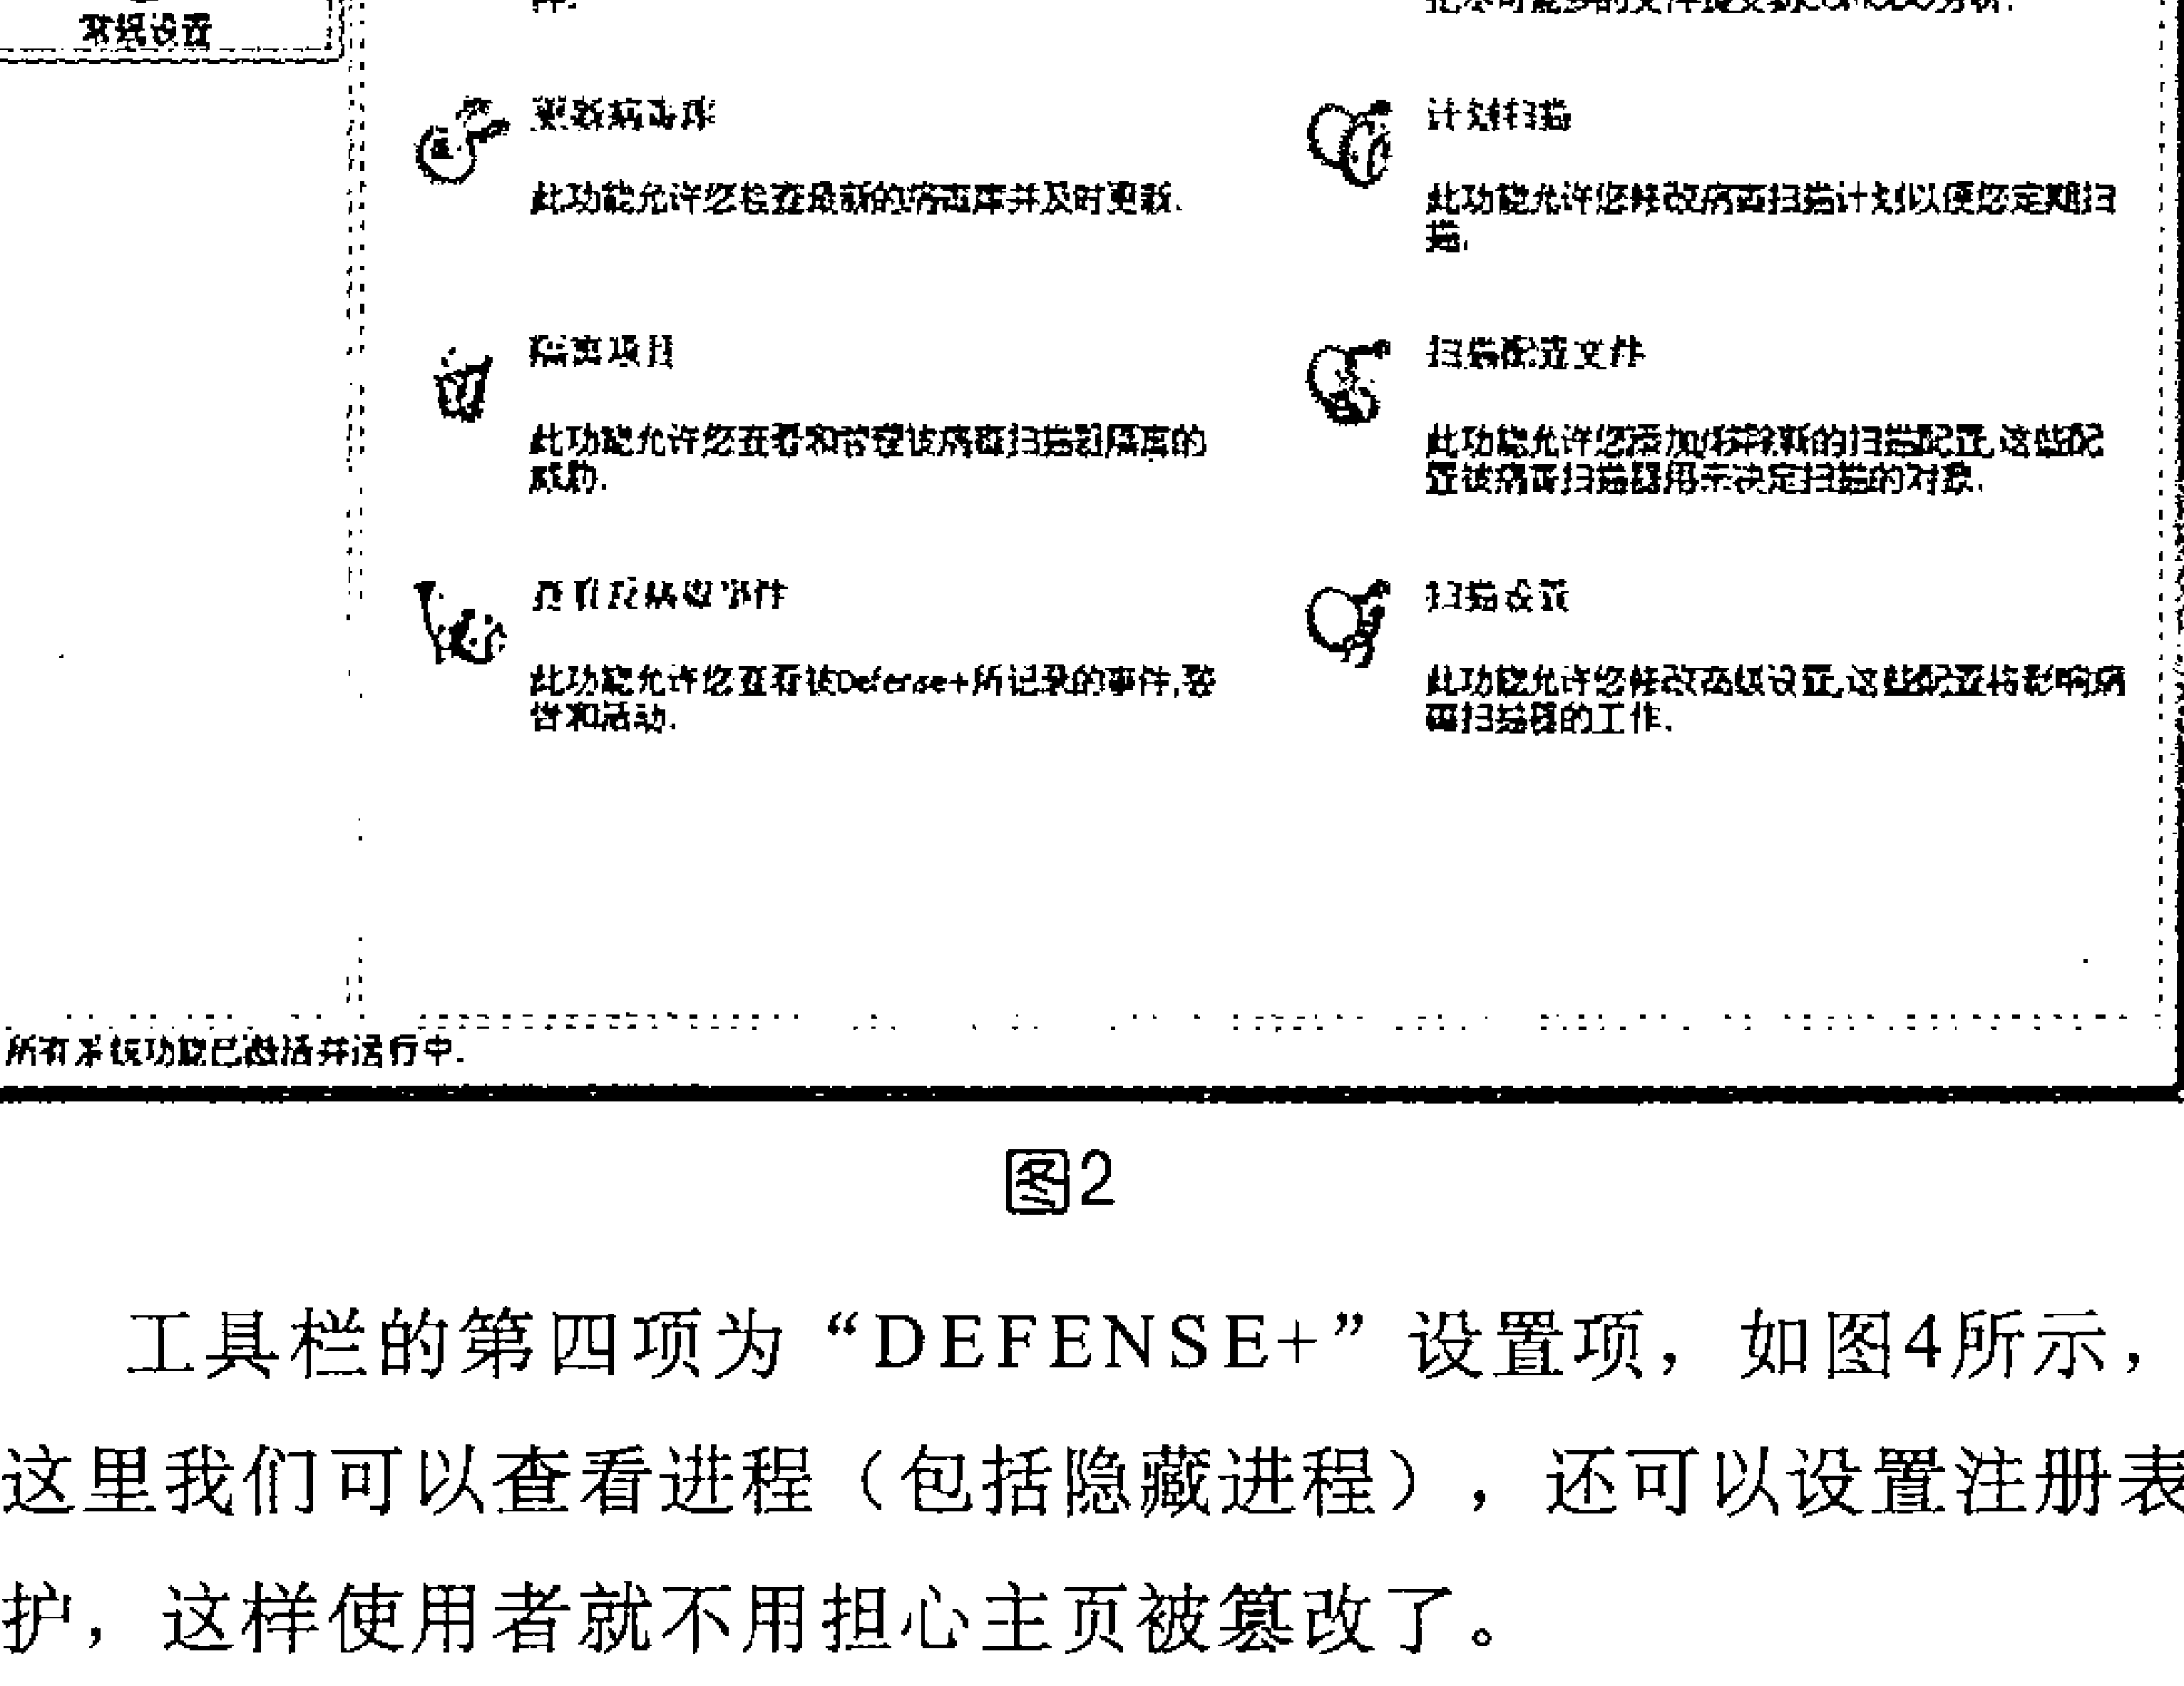 常规设置
件.
更新病毒库
计划扫描
此功能允许您检查最新的病毒库并及时更新.
此功能允许您修改病毒扫描计划以便您定期扫
描.
隔离项目
扫描配置文件
此功能允许您查看和管理被病毒扫描器隔离的
威胁.
此功能允许您添加/移除新的扫描配置,这些配
置被病毒扫描器用来决定扫描的对象.
查看反病毒事件
扫描设置
此功能允许您查看被Defense+所记录的事件,警
告和活动.
此功能允许您修改高级设置,这些配置将影响病
毒扫描器的工作.
所有系统功能已激活并运行中.
图2
工具栏的第四项为“DEFENSE+”设置项，如图4所示，
这里我们可以查看进程（包括隐藏进程），还可以设置注册表
护，这样使用者就不用担心主页被篡改了。